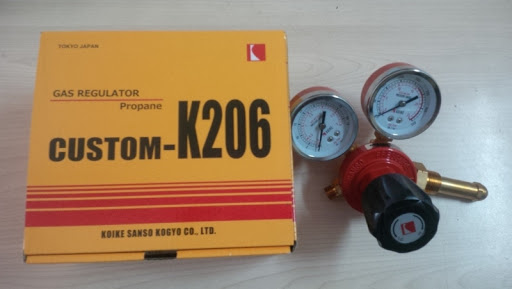 TOKYO JAPAN
GAS REGULATOR
Propane
CUSTOM-K206
KOIKE SANSO KOGYO CO., LTD.